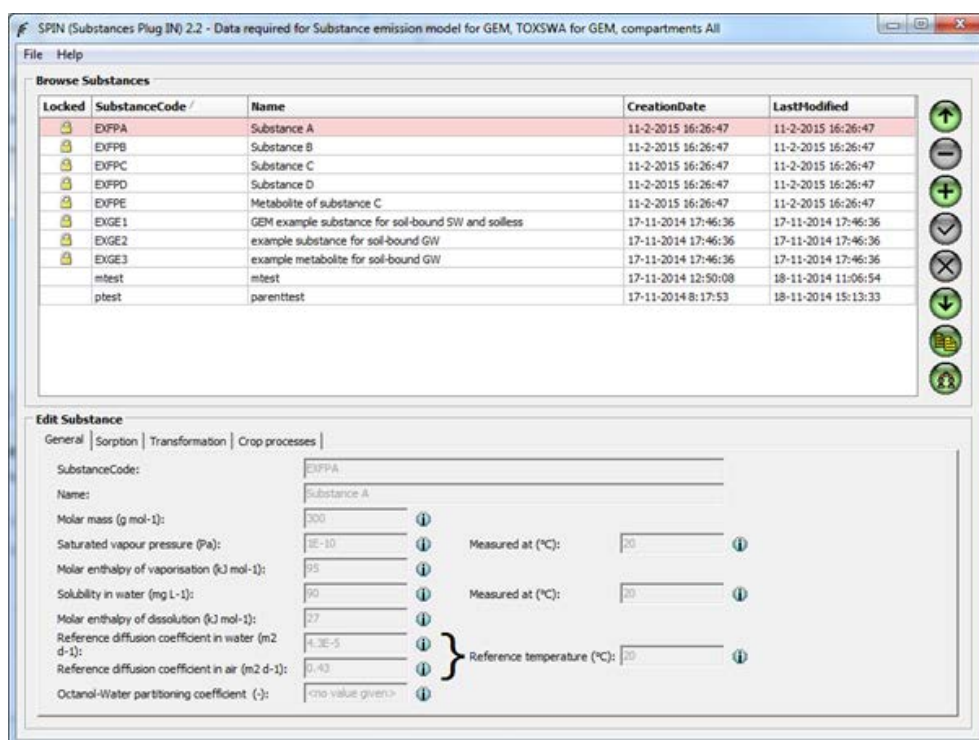 SPIN (Substances Plug IN) 2.2 - Data required for Substance emission model for GEM, TOXSWA for GEM, compartments All
File Help
Browse Substances
Locked SubstanceCode Name CreationDate LastModified
EXFPA Substance A 11-2-2015 16:26:47 11-2-2015 16:26:47
EXFPB Substance B 11-2-2015 16:26:47 11-2-2015 16:26:47
EXFPC Substance C 11-2-2015 16:26:47 11-2-2015 16:26:47
EXFPD Substance D 11-2-2015 16:26:47 11-2-2015 16:26:47
EXFPE Metabolite of substance C 11-2-2015 16:26:47 11-2-2015 16:26:47
EXGE1 GEM example substance for soil-bound SW and soilless 17-11-2014 17:46:36 17-11-2014 17:46:36
EXGE2 example substance for soil-bound GW 17-11-2014 17:46:36 17-11-2014 17:46:36
EXGE3 example metabolite for soil-bound GW 17-11-2014 17:46:36 17-11-2014 17:46:36
mtest mtest 17-11-2014 12:50:08 18-11-2014 11:06:54
ptest parenttest 17-11-2014 8:17:53 18-11-2014 15:13:33
Edit Substance
General Sorption Transformation Crop processes
SubstanceCode: EXFPA
Name: Substance A
Molar mass (g mol-1): 300
Saturated vapour pressure (Pa): 1E-10 Measured at (ºC): 20
Molar enthalpy of vaporisation (kJ mol-1): 95
Solubility in water (mg L-1): 90 Measured at (ºC): 20
Molar enthalpy of dissolution (kJ mol-1): 27
Reference diffusion coefficient in water (m2
d-1): 4.3E-5
Reference temperature (ºC): 20
Reference diffusion coefficient in air (m2 d-1): 0.43
Octanol-Water partitioning coefficient (-): <no value given>